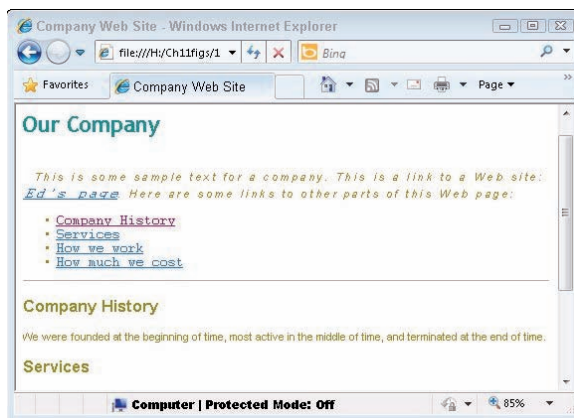 Company Web Site - Windows Internet Explorer
file:///H:/Ch11figs/1
Bing
Favorites
Company Web Site
Page
Our Company
This is some sample text for a company. This is a link to a Web site:
Ed's page. Here are some links to other parts of this Web page:
• Company History
• Services
• How we work
• How much we cost
Company History
We were founded at the beginning of time, most active in the middle of time, and terminated at the end of time.
Services
Computer | Protected Mode: Off
85%